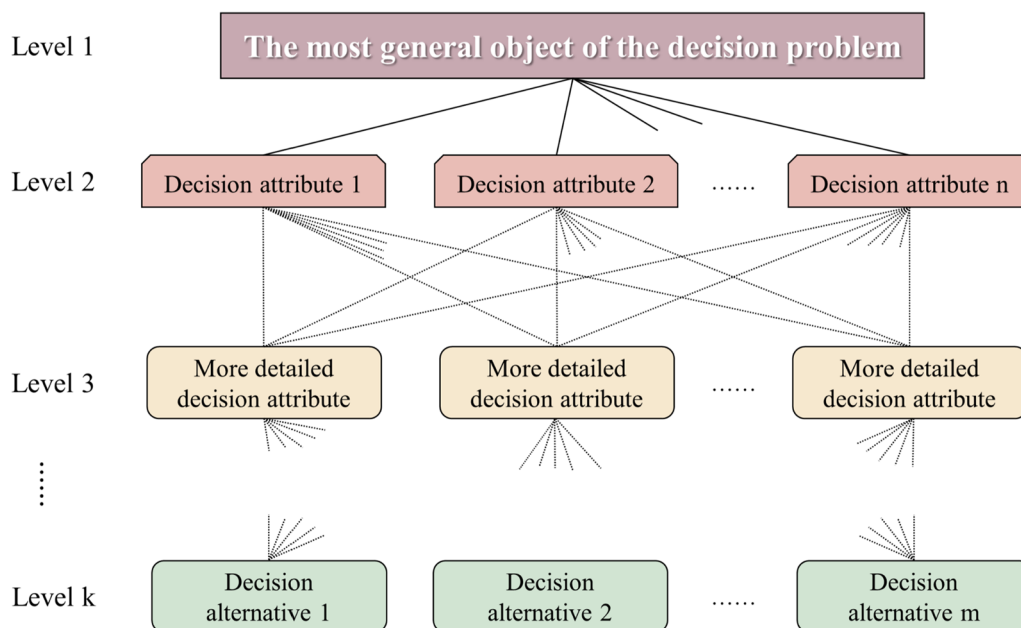 Level 1
The most general object of the decision problem
Level 2
Decision attribute 1
Decision attribute 2
......
Decision attribute n
Level 3
More detailed
decision attribute
More detailed
decision attribute
......
More detailed
decision attribute
......
Level k
Decision
alternative 1
Decision
alternative 2
......
Decision
alternative m